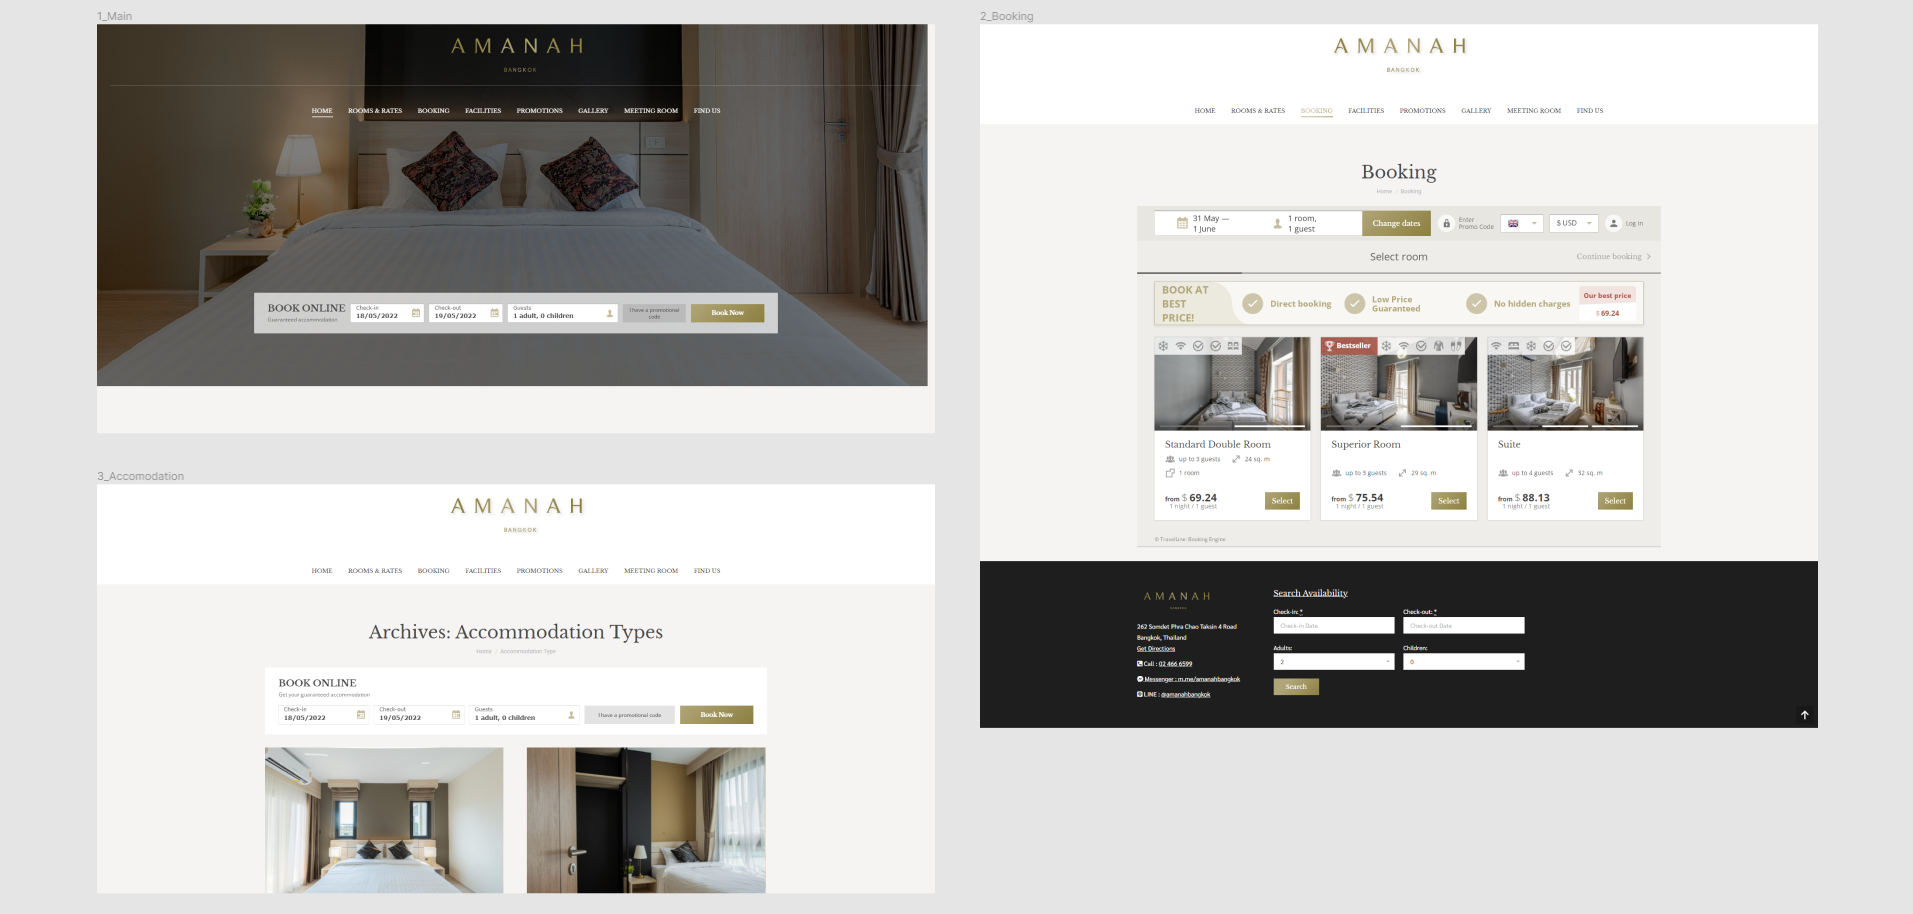 1_Main
AMANAH
BANGKOK
HOME ROOMS & RATES BOOKING FACILITIES PROMOTIONS GALLERY MEETING ROOM FIND US
BOOK ONLINE
Guaranteed accommodation
Check-in
18/05/2022
Check-out
19/05/2022
Guests
1 adult, 0 children
I have a promotional
code
Book Now
2_Booking
AMANAH
BANGKOK
HOME ROOMS & RATES BOOKING FACILITIES PROMOTIONS GALLERY MEETING ROOM FIND US
Booking
Home / Booking
31 May —
1 June
1 room,
1 guest
Change dates
Enter
Promo Code
$ USD
Log in
Select room
Continue booking
BOOK AT
BEST
PRICE!
Direct booking
Low Price
Guaranteed
No hidden charges
Our best price
$ 69.24
Bestseller
Standard Double Room
up to 3 guests 24 sq. m
1 room
from $ 69.24
1 night / 1 guest
Select
Superior Room
up to 3 guests 29 sq. m
from $ 75.54
1 night / 1 guest
Select
Suite
up to 4 guests 32 sq. m
from $ 88.13
1 night / 1 guest
Select
© TravelLine: Booking Engine
AMANAH
BANGKOK
262 Somdet Phra Chao Taksin 4 Road
Bangkok, Thailand
Get Directions
Call : 02 466 6599
Messenger : m.me/amanahbangkok
LINE : @amanahbangkok
Search Availability
Check-in: *
Check-in Date
Check-out: *
Check-out Date
Adults:
2
Children:
0
Search
3_Accomodation
AMANAH
BANGKOK
HOME ROOMS & RATES BOOKING FACILITIES PROMOTIONS GALLERY MEETING ROOM FIND US
Archives: Accommodation Types
Home / Accommodation Type
BOOK ONLINE
Get your guaranteed accommodation
Check-in
18/05/2022
Check-out
19/05/2022
Guests
1 adult, 0 children
I have a promotional code
Book Now